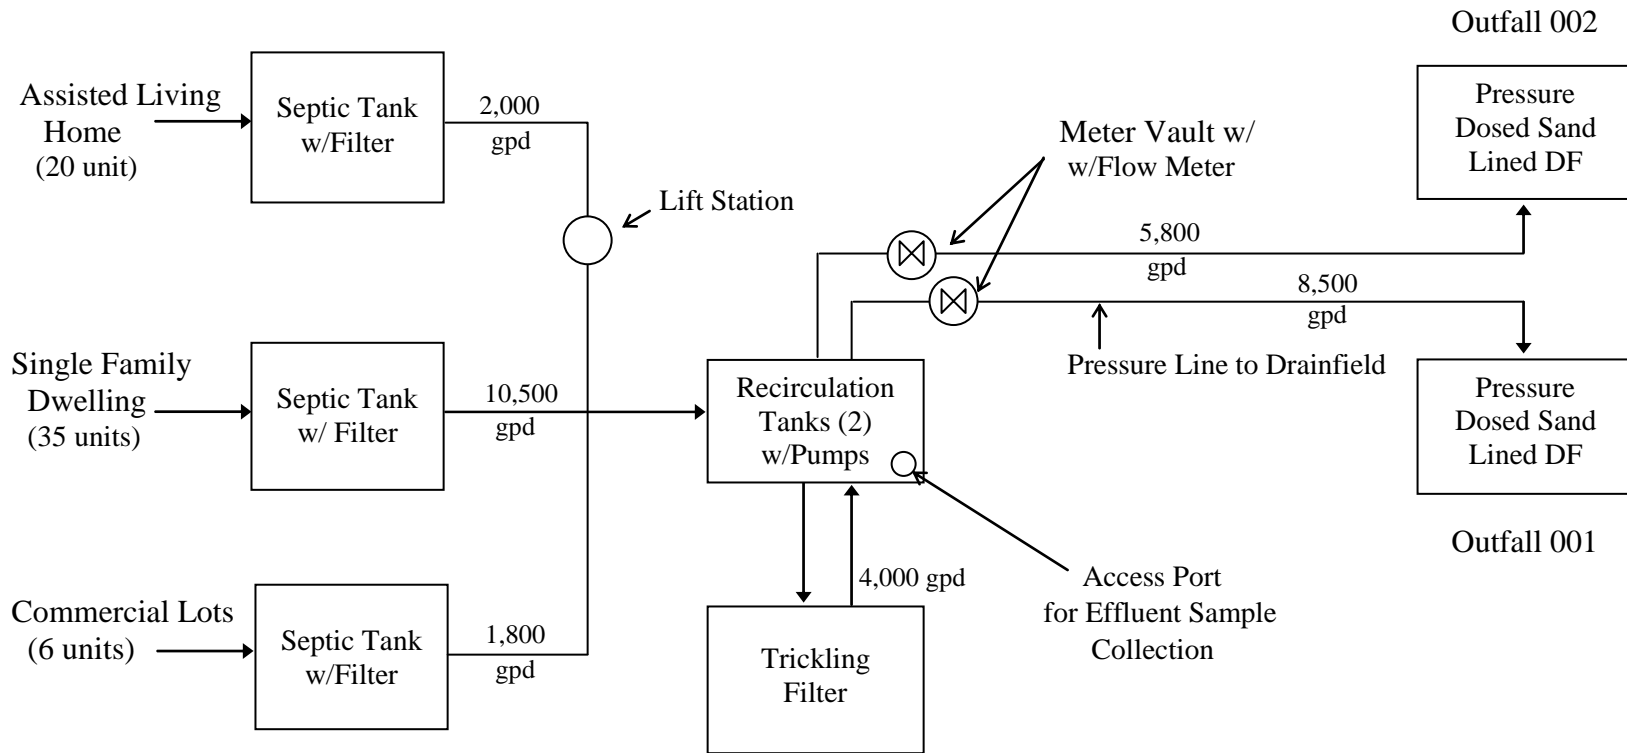 Outfall 002
Assisted Living
Home
(20 unit)
Septic Tank
w/Filter
2,000
gpd
Lift Station
Meter Vault w/
w/Flow Meter
Pressure
Dosed Sand
Lined DF
5,800
gpd
8,500
gpd
Pressure Line to Drainfield
Single Family
Dwelling
(35 units)
Septic Tank
w/ Filter
10,500
gpd
Recirculation
Tanks (2)
w/Pumps
Pressure
Dosed Sand
Lined DF
Outfall 001
4,000 gpd
Access Port
for Effluent Sample
Collection
Commercial Lots
(6 units)
Septic Tank
w/Filter
1,800
gpd
Trickling
Filter